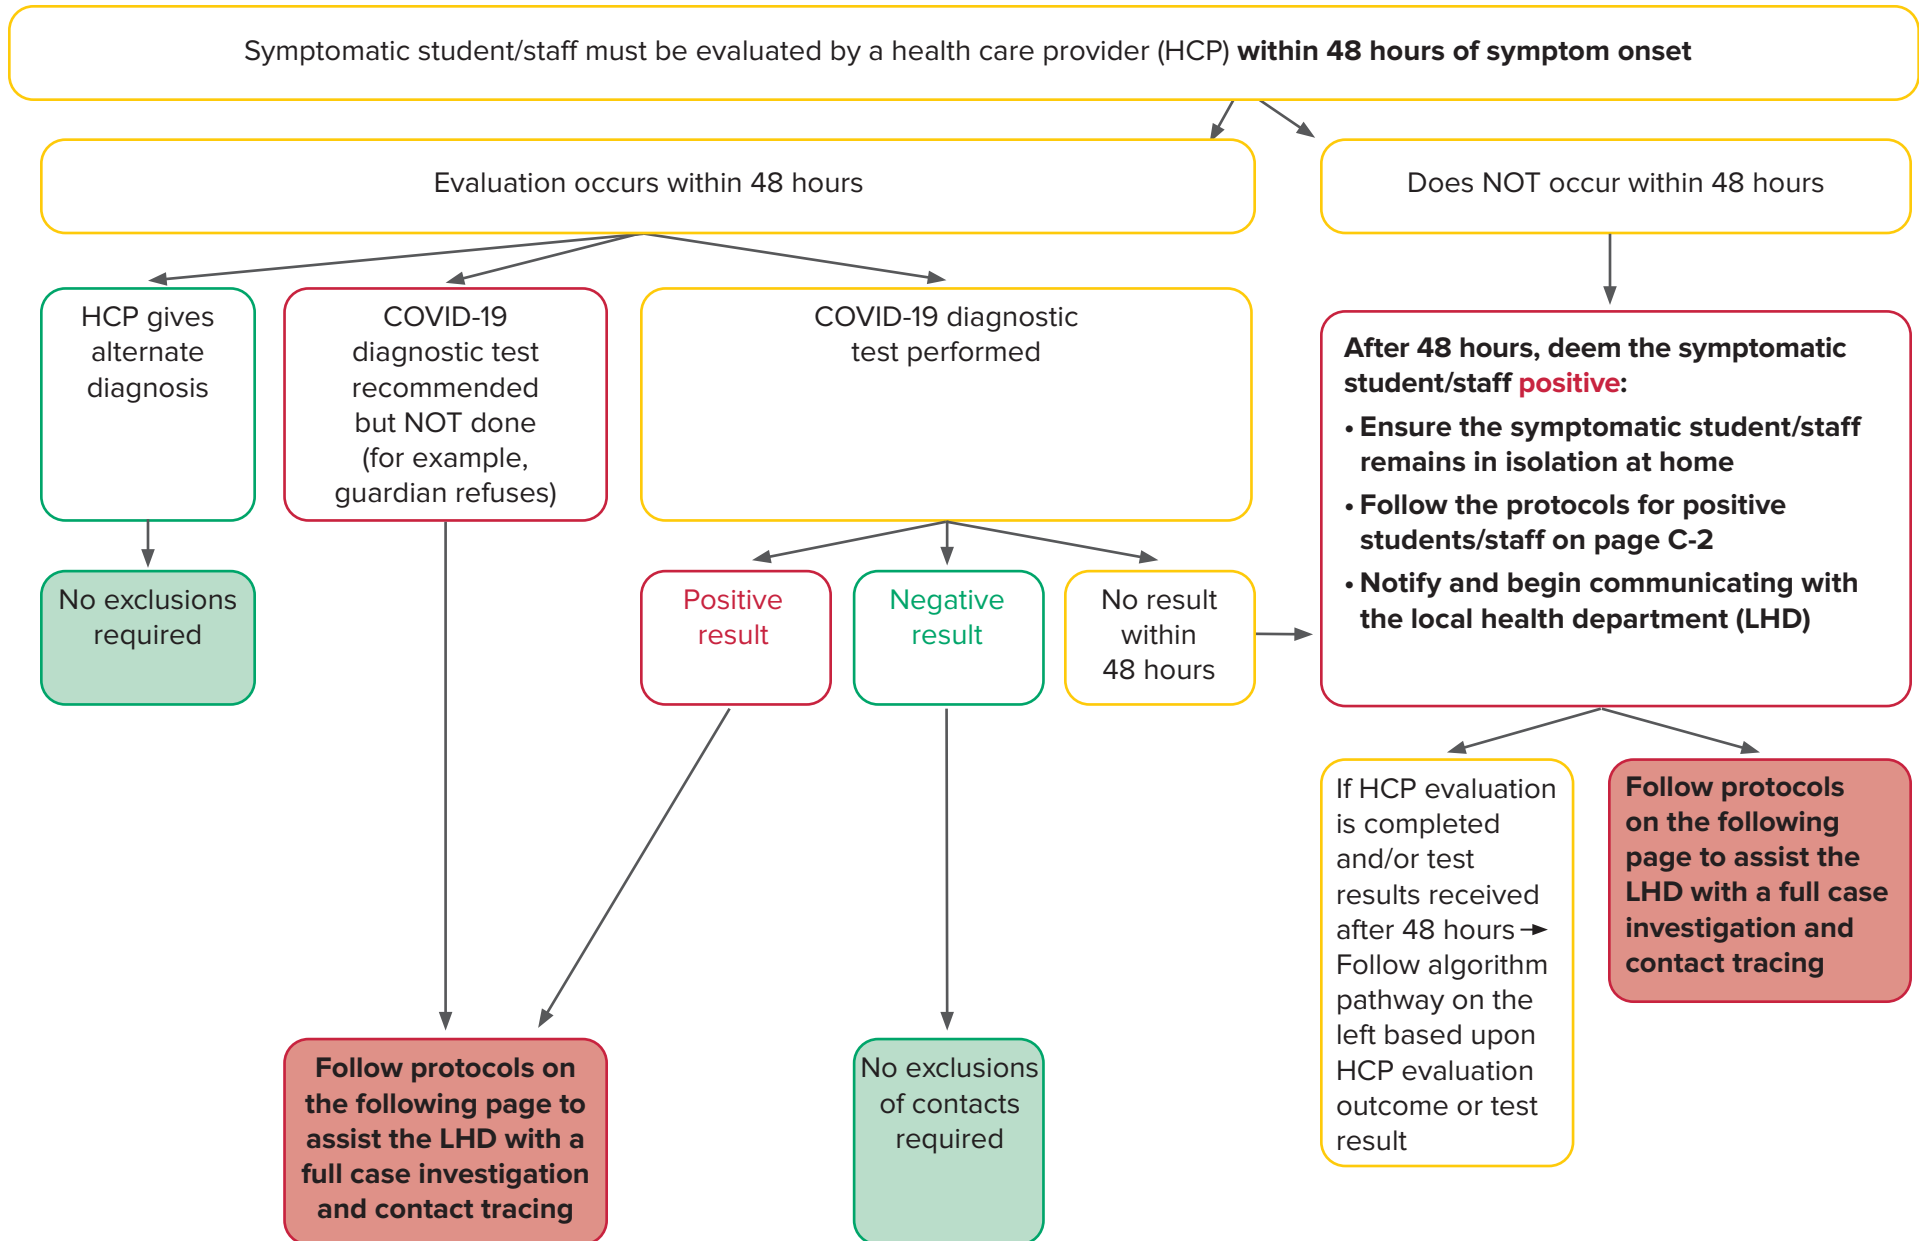 Symptomatic student/staff must be evaluated by a health care provider (HCP) within 48 hours of symptom onset
Evaluation occurs within 48 hours
Does NOT occur within 48 hours
HCP gives
alternate
diagnosis
COVID-19
diagnostic test
recommended
but NOT done
(for example,
guardian refuses)
COVID-19 diagnostic
test performed
After 48 hours, deem the symptomatic
student/staff positive:
• Ensure the symptomatic student/staff
remains in isolation at home
• Follow the protocols for positive
students/staff on page C-2
• Notify and begin communicating with
the local health department (LHD)
No exclusions
required
Positive
result
Negative
result
No result
within
48 hours
If HCP evaluation
is completed
and/or test
results received
after 48 hours →
Follow algorithm
pathway on the
left based upon
HCP evaluation
outcome or test
result
Follow protocols
on the following
page to assist the
LHD with a full case
investigation and
contact tracing
Follow protocols on
the following page to
assist the LHD with a
full case investigation
and contact tracing
No exclusions
of contacts
required